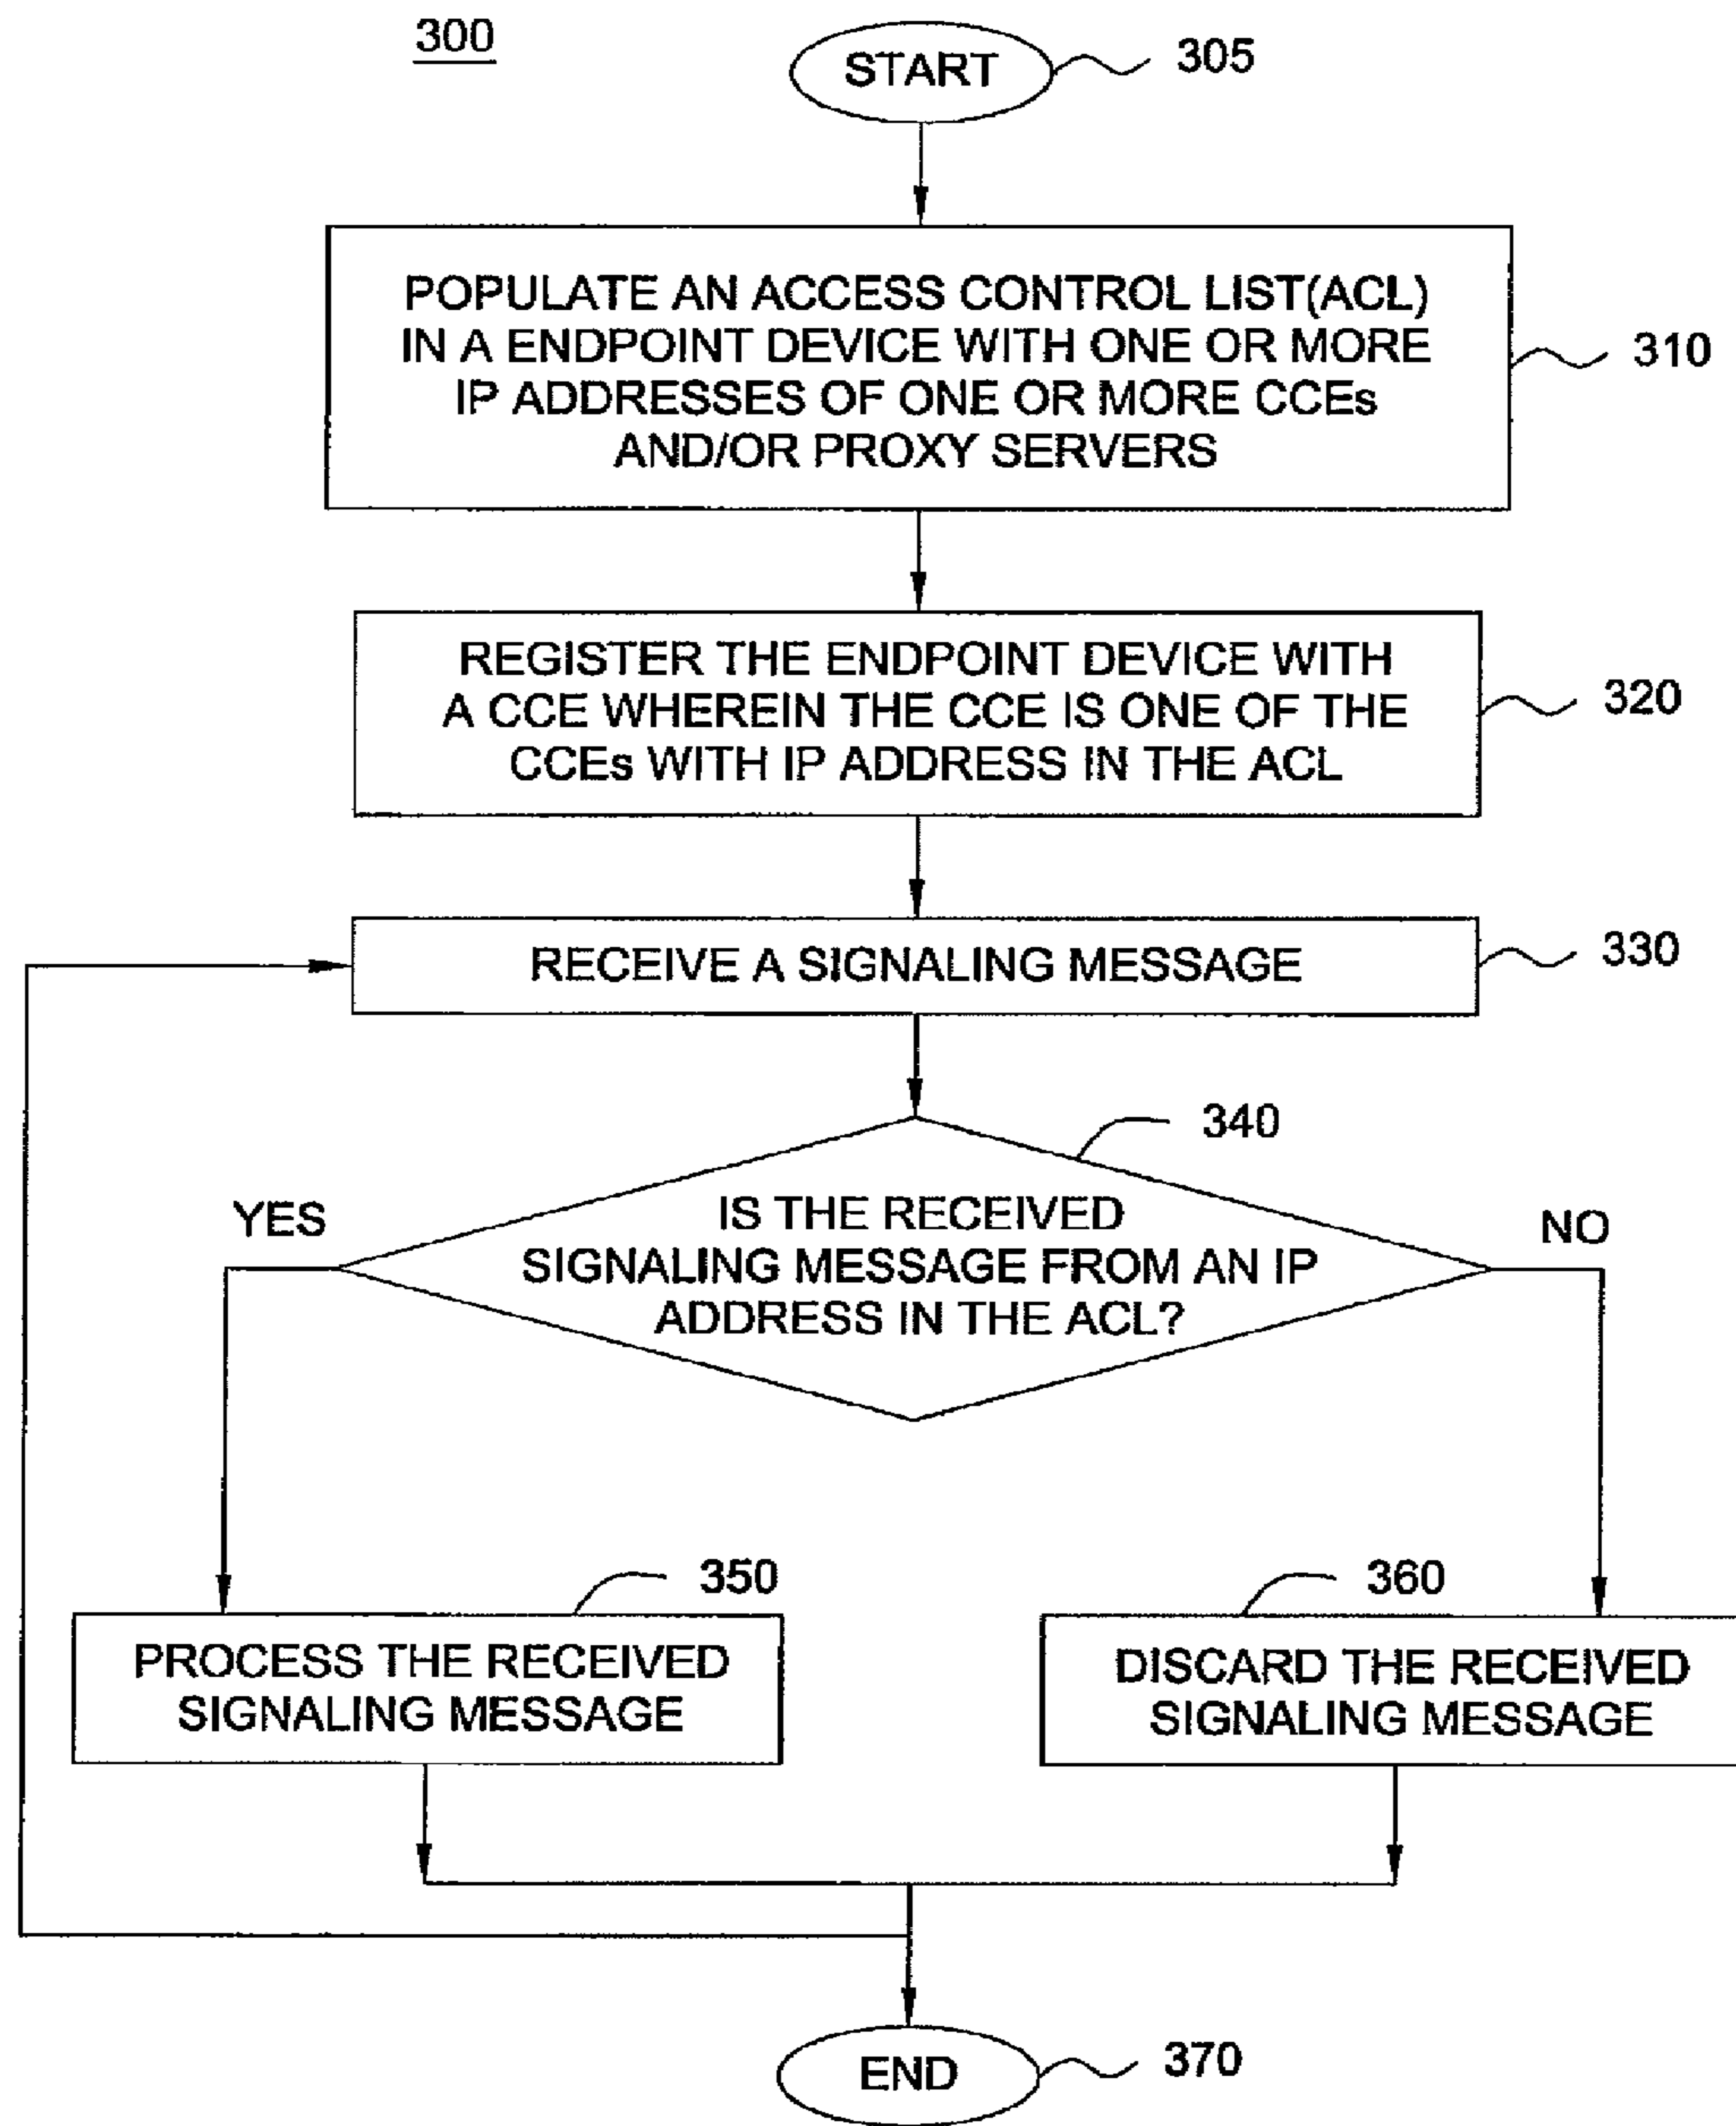 300
START
305
POPULATE AN ACCESS CONTROL LIST(ACL)
IN A ENDPOINT DEVICE WITH ONE OR MORE
IP ADDRESSES OF ONE OR MORE CCEs
AND/OR PROXY SERVERS
310
REGISTER THE ENDPOINT DEVICE WITH
A CCE WHEREIN THE CCE IS ONE OF THE
CCEs WITH IP ADDRESS IN THE ACL
320
RECEIVE A SIGNALING MESSAGE
330
340
YES
IS THE RECEIVED
SIGNALING MESSAGE FROM AN IP
ADDRESS IN THE ACL?
NO
350
PROCESS THE RECEIVED
SIGNALING MESSAGE
360
DISCARD THE RECEIVED
SIGNALING MESSAGE
END
370